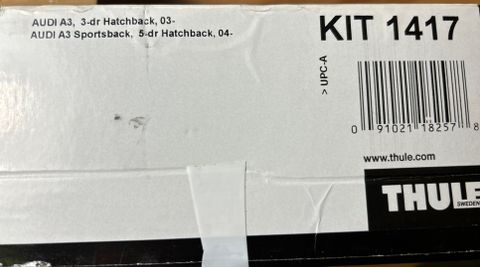 AUDI A3, 3-dr Hatchback, 03-
AUDI A3 Sportsback, 5-dr Hatchback, 04-
KIT 1417
> UPC-A
0 91021 18257 8
www.thule.com
THULE
SWEDEN